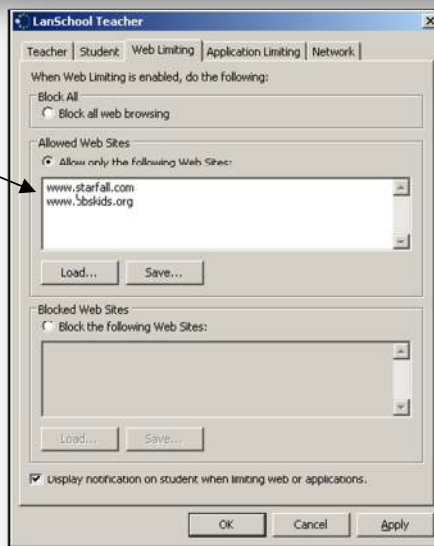 LanSchool Teacher
Teacher Student Web Limiting Application Limiting Network
When Web Limiting is enabled, do the following:
Block All
Block all web browsing
Allowed Web Sites
Allow only the following Web Sites:
www.starfall.com
www.pbskids.org
Load... Save...
Blocked Web Sites
Block the following Web Sites:
Load... Save...
Display notification on student when limiting web or applications.
OK Cancel Apply